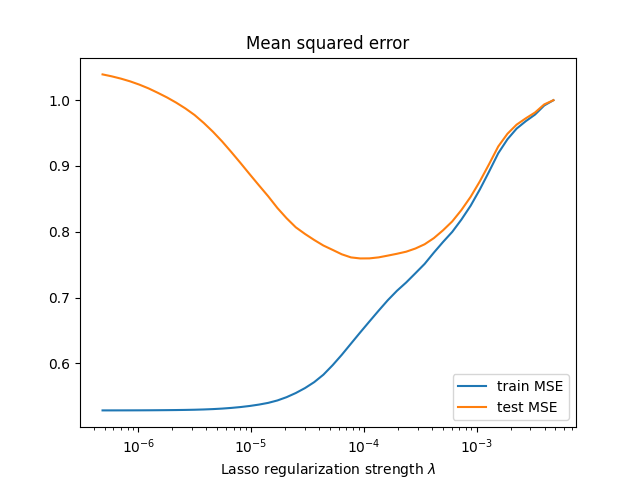 Mean squared error
1.0
0.9
0.8
0.7
0.6
10⁻⁶ 10⁻⁵ 10⁻⁴ 10⁻³
Lasso regularization strength λ
train MSE
test MSE